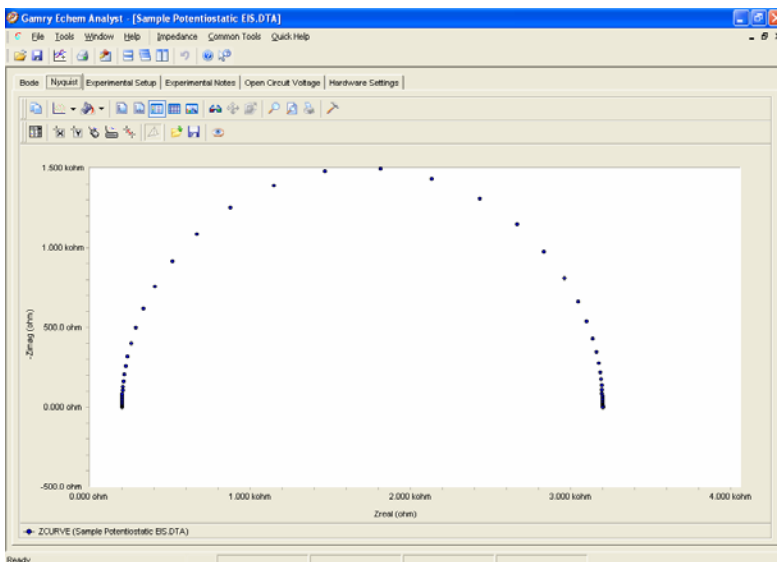 Gamry Echem Analyst - [Sample Potentiostatic EIS.DTA]
File Tools Window Help Impedance Common Tools Quick Help
Bode Nyquist Experimental Setup Experimental Notes Open Circuit Voltage Hardware Settings
1.500 kohm
1.000 kohm
500.0 ohm
0.000 ohm
-500.0 ohm
-Zimag (ohm)
0.000 ohm 1.000 kohm 2.000 kohm 3.000 kohm 4.000 kohm
Zreal (ohm)
ZCURVE (Sample Potentiostatic EIS.DTA)
Ready